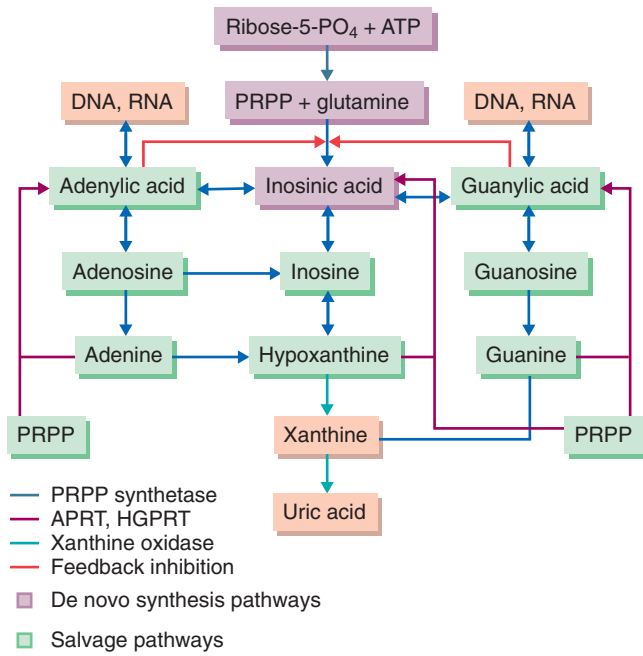 Ribose-5-PO₄ + ATP
DNA, RNA
PRPP + glutamine
DNA, RNA
Adenylic acid
Inosinic acid
Guanylic acid
Adenosine
Inosine
Guanosine
Adenine
Hypoxanthine
Guanine
PRPP
Xanthine
PRPP
Uric acid
PRPP synthetase
APRT, HGPRT
Xanthine oxidase
Feedback inhibition
De novo synthesis pathways
Salvage pathways